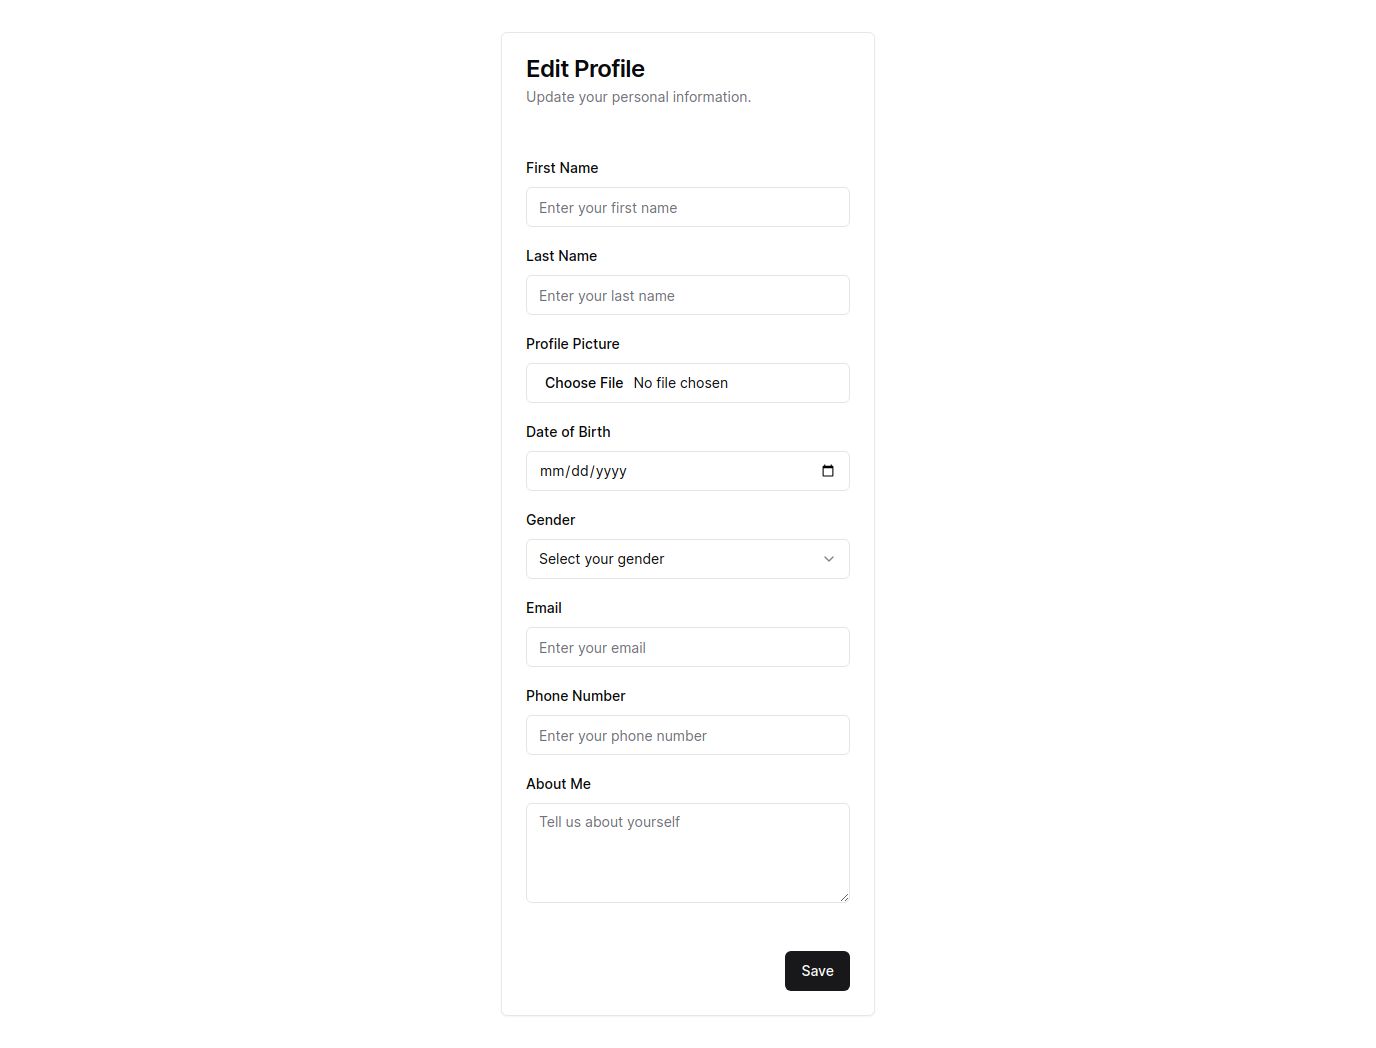 Edit Profile
Update your personal information.
First Name
Enter your first name
Last Name
Enter your last name
Profile Picture
Choose File No file chosen
Date of Birth
mm/dd/yyyy
Gender
Select your gender
Email
Enter your email
Phone Number
Enter your phone number
About Me
Tell us about yourself
Save